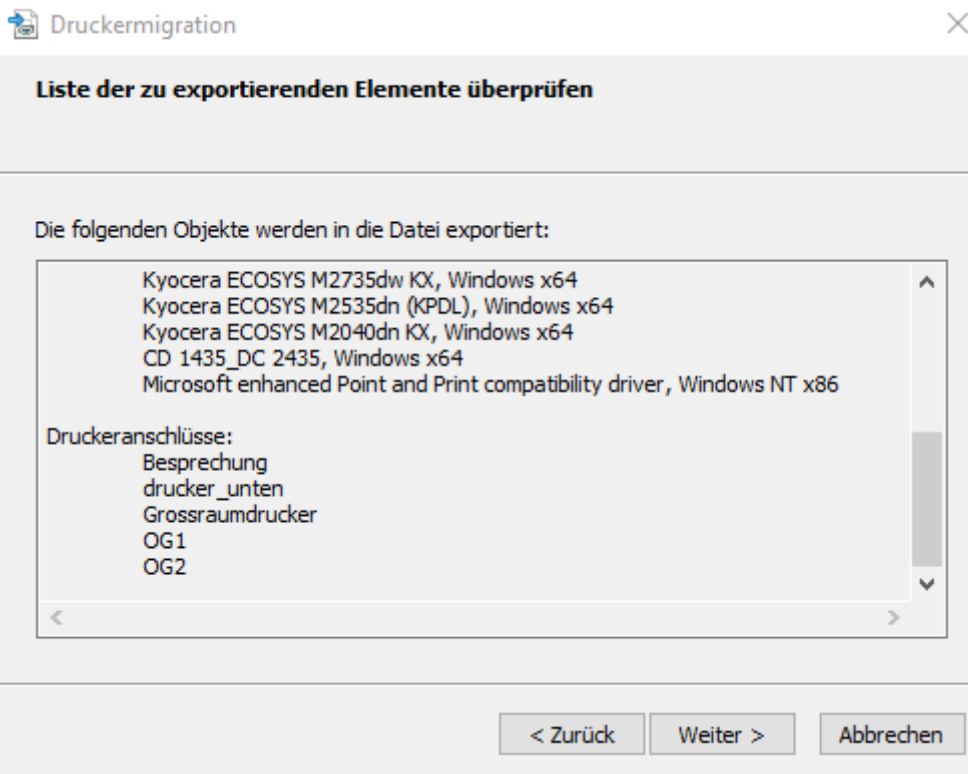 Druckermigration
Liste der zu exportierenden Elemente überprüfen
Die folgenden Objekte werden in die Datei exportiert:
Kyocera ECOSYS M2735dw KX, Windows x64
Kyocera ECOSYS M2535dn (KPDL), Windows x64
Kyocera ECOSYS M2040dn KX, Windows x64
CD 1435_DC 2435, Windows x64
Microsoft enhanced Point and Print compatibility driver, Windows NT x86
Druckeranschlüsse:
Besprechung
drucker_unten
Grossraumdrucker
OG1
OG2
< Zurück Weiter > Abbrechen